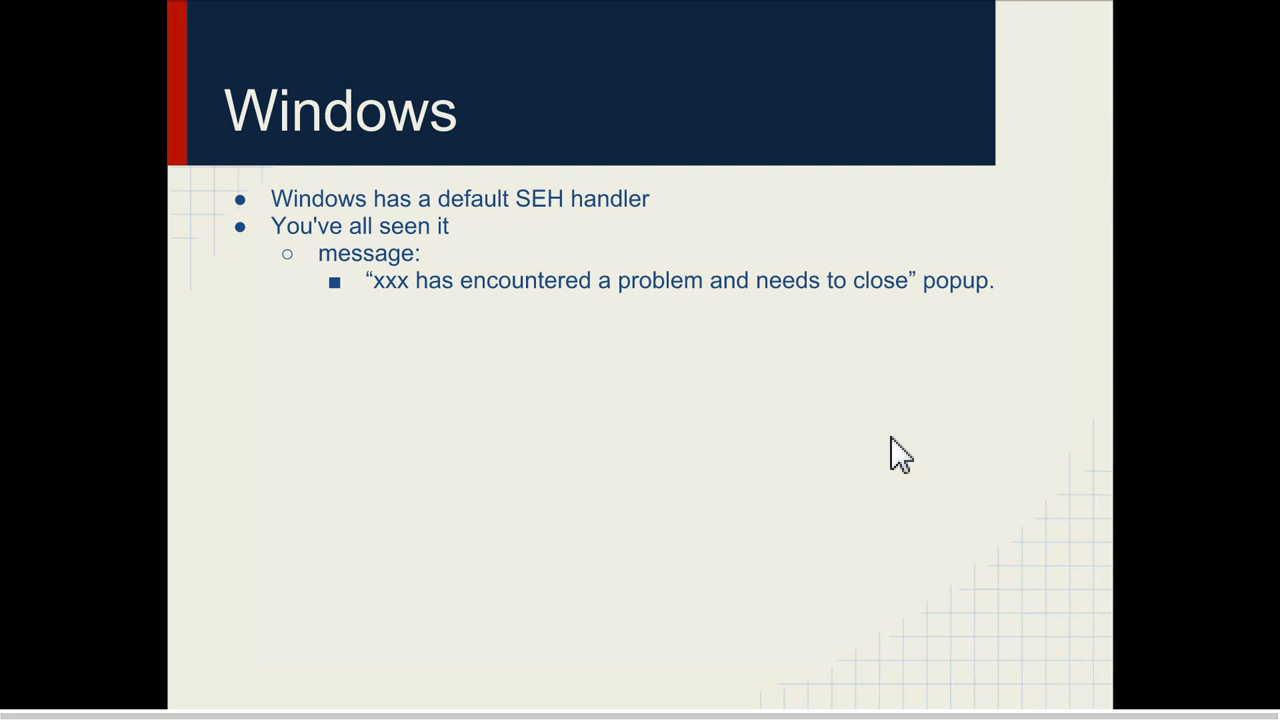 Windows
● Windows has a default SEH handler
● You've all seen it
○ message:
■ “xxx has encountered a problem and needs to close” popup.